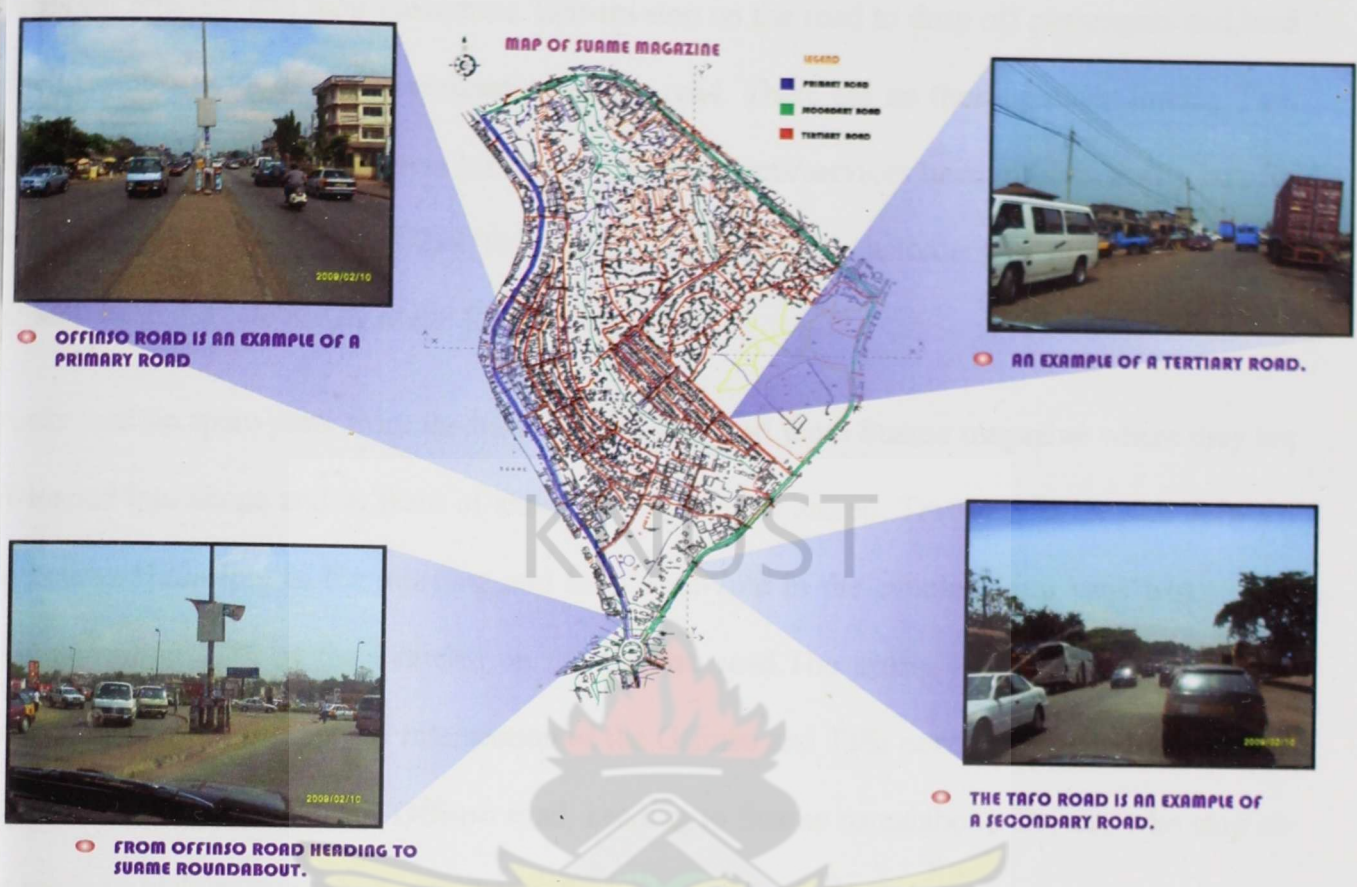 MAP OF SUAME MAGAZINE
LEGEND
PRIMARY ROAD
SECONDARY ROAD
TERTIARY ROAD
2009/02/10
OFFINSO ROAD IS AN EXAMPLE OF A
PRIMARY ROAD
AN EXAMPLE OF A TERTIARY ROAD.
KNUST
2009/02/10
FROM OFFINSO ROAD HEADING TO
SUAME ROUNDABOUT.
2009/02/10
THE TAFO ROAD IS AN EXAMPLE OF
A SECONDARY ROAD.